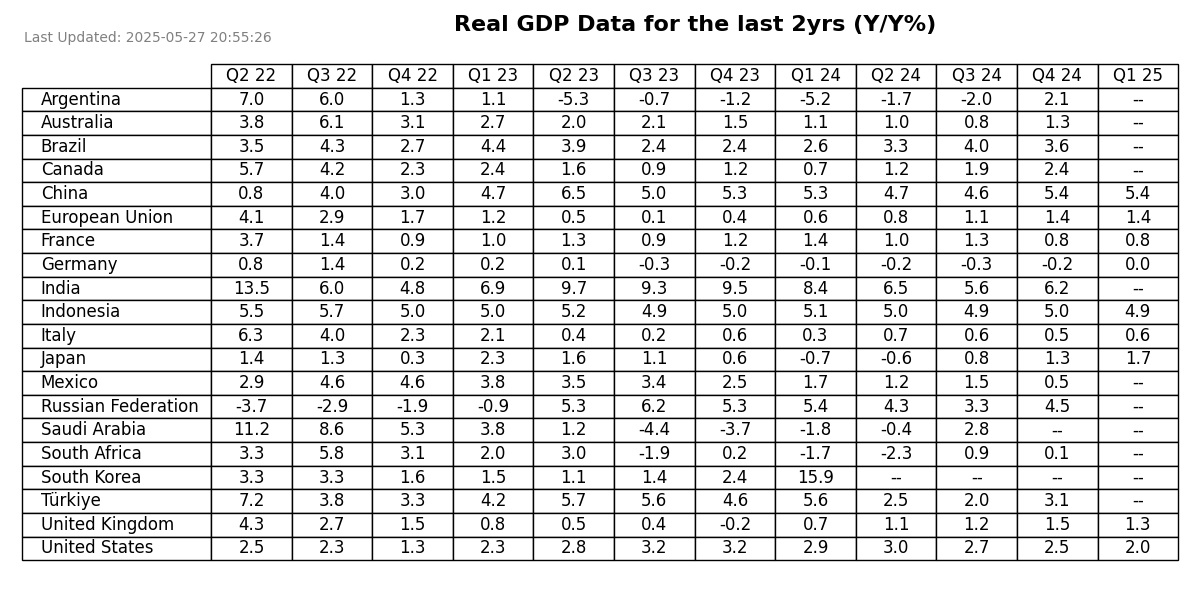 Real GDP Data for the last 2yrs (Y/Y%)
Last Updated: 2025-05-27 20:55:26
Q2 22 Q3 22 Q4 22 Q1 23 Q2 23 Q3 23 Q4 23 Q1 24 Q2 24 Q3 24 Q4 24 Q1 25
Argentina 7.0 6.0 1.3 1.1 -5.3 -0.7 -1.2 -5.2 -1.7 -2.0 2.1 --
Australia 3.8 6.1 3.1 2.7 2.0 2.1 1.5 1.1 1.0 0.8 1.3 --
Brazil 3.5 4.3 2.7 4.4 3.9 2.4 2.4 2.6 3.3 4.0 3.6 --
Canada 5.7 4.2 2.3 2.4 1.6 0.9 1.2 0.7 1.2 1.9 2.4 --
China 0.8 4.0 3.0 4.7 6.5 5.0 5.3 5.3 4.7 4.6 5.4 5.4
European Union 4.1 2.9 1.7 1.2 0.5 0.1 0.4 0.6 0.8 1.1 1.4 1.4
France 3.7 1.4 0.9 1.0 1.3 0.9 1.2 1.4 1.0 1.3 0.8 0.8
Germany 0.8 1.4 0.2 0.2 0.1 -0.3 -0.2 -0.1 -0.2 -0.3 -0.2 0.0
India 13.5 6.0 4.8 6.9 9.7 9.3 9.5 8.4 6.5 5.6 6.2 --
Indonesia 5.5 5.7 5.0 5.0 5.2 4.9 5.0 5.1 5.0 4.9 5.0 4.9
Italy 6.3 4.0 2.3 2.1 0.4 0.2 0.6 0.3 0.7 0.6 0.5 0.6
Japan 1.4 1.3 0.3 2.3 1.6 1.1 0.6 -0.7 -0.6 0.8 1.3 1.7
Mexico 2.9 4.6 4.6 3.8 3.5 3.4 2.5 1.7 1.2 1.5 0.5 --
Russian Federation -3.7 -2.9 -1.9 -0.9 5.3 6.2 5.3 5.4 4.3 3.3 4.5 --
Saudi Arabia 11.2 8.6 5.3 3.8 1.2 -4.4 -3.7 -1.8 -0.4 2.8 -- --
South Africa 3.3 5.8 3.1 2.0 3.0 -1.9 0.2 -1.7 -2.3 0.9 0.1 --
South Korea 3.3 3.3 1.6 1.5 1.1 1.4 2.4 15.9 -- -- -- --
Türkiye 7.2 3.8 3.3 4.2 5.7 5.6 4.6 5.6 2.5 2.0 3.1 --
United Kingdom 4.3 2.7 1.5 0.8 0.5 0.4 -0.2 0.7 1.1 1.2 1.5 1.3
United States 2.5 2.3 1.3 2.3 2.8 3.2 3.2 2.9 3.0 2.7 2.5 2.0